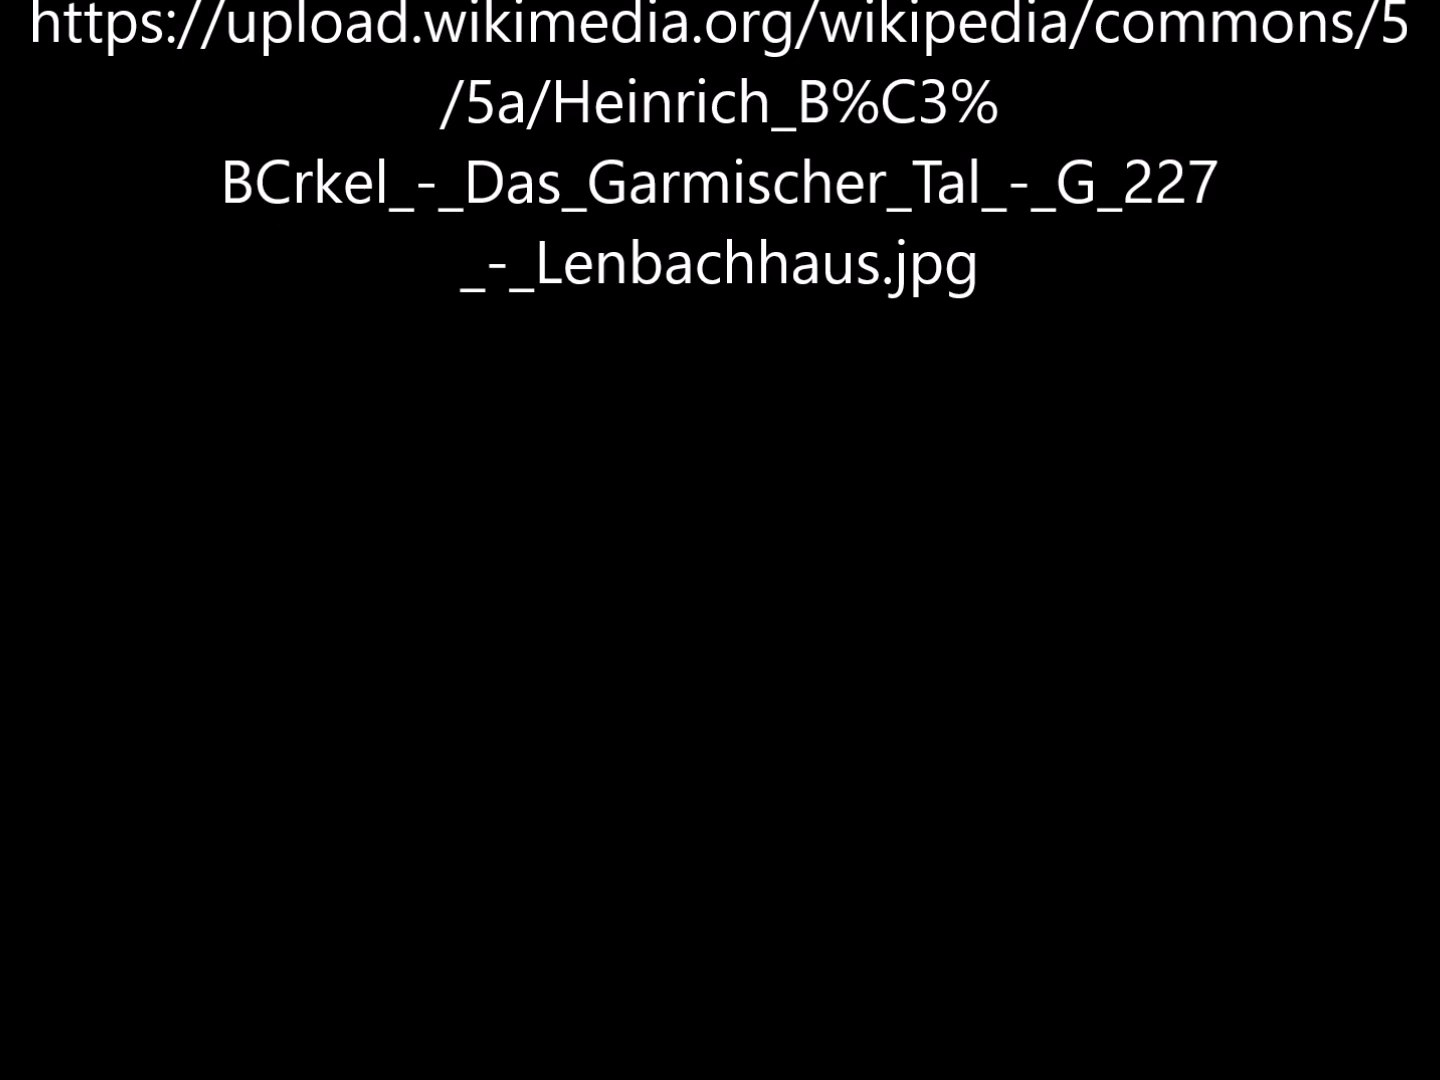 https://upload.wikimedia.org/wikipedia/commons/5
/5a/Heinrich_B%C3%
BCrkel_-_Das_Garmischer_Tal_-_G_227
_-_Lenbachhaus.jpg